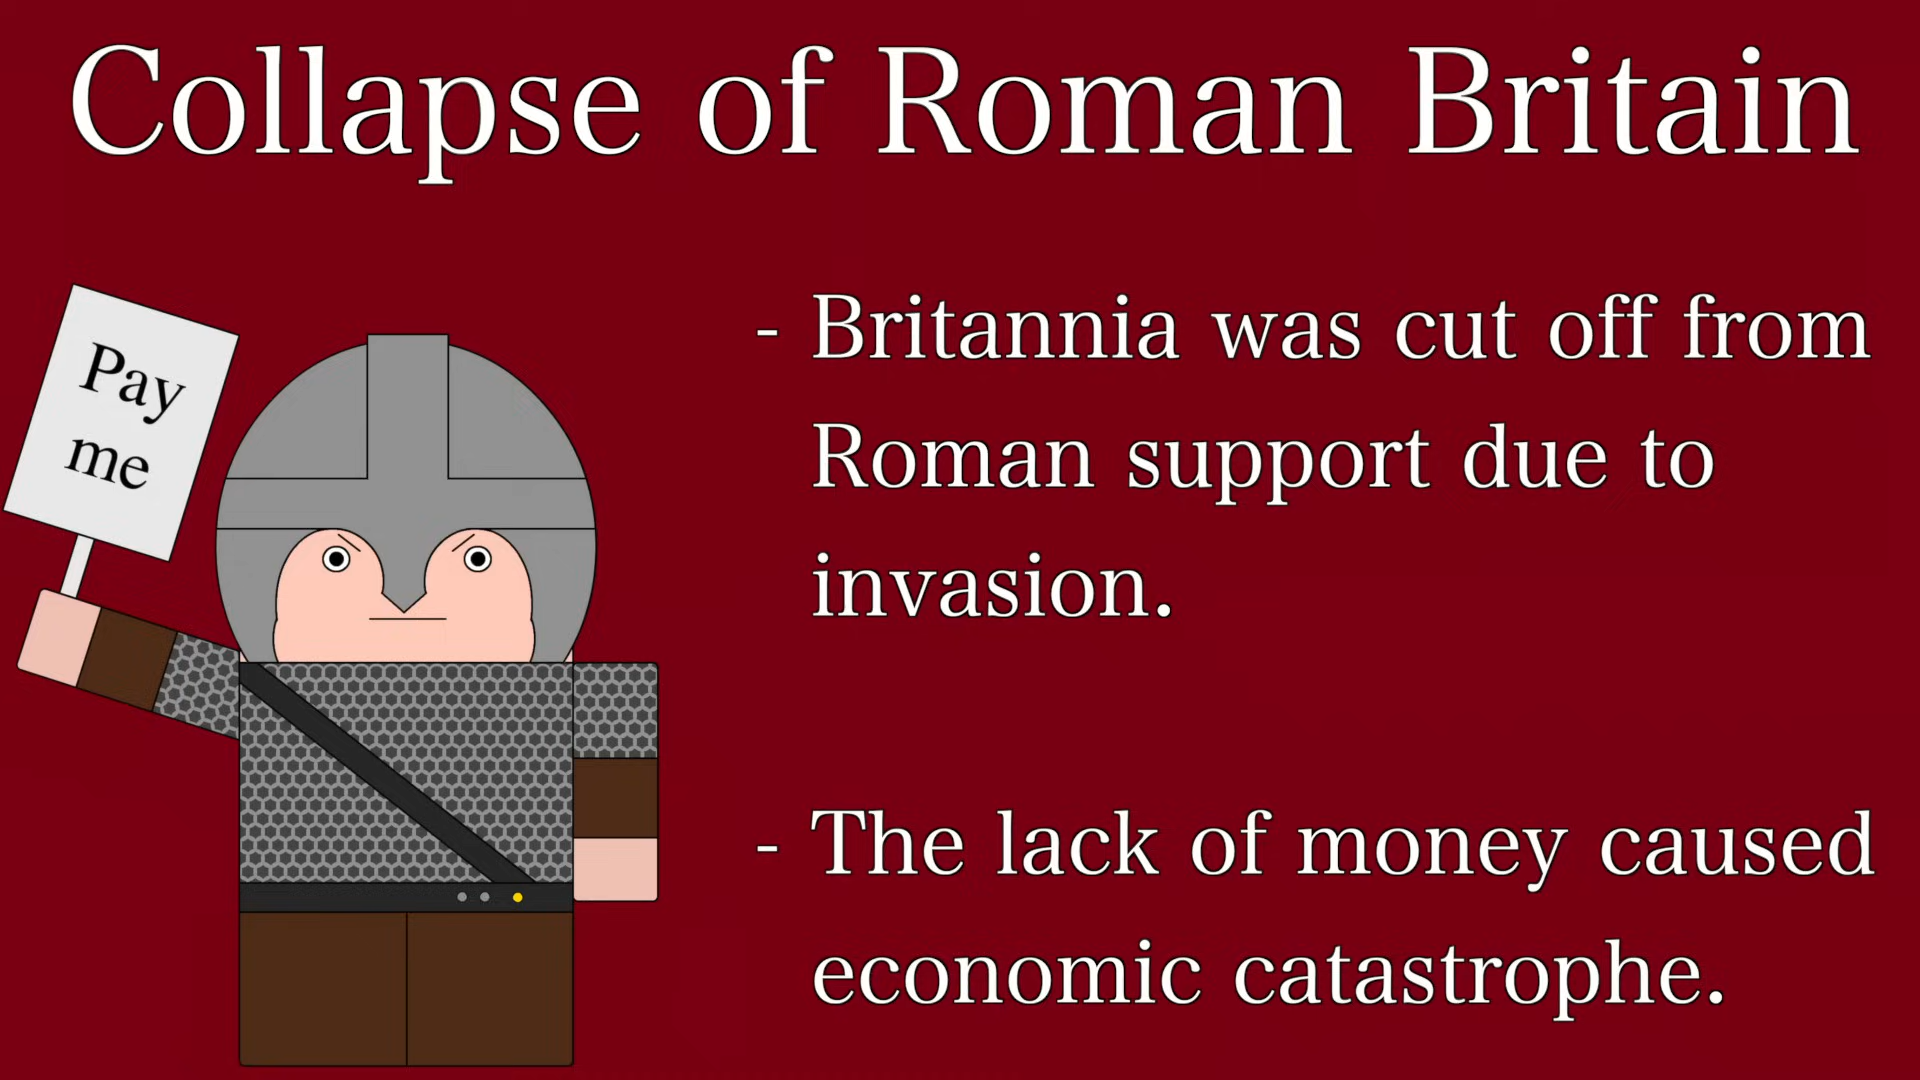 Collapse of Roman Britain
Pay
me
- Britannia was cut off from
Roman support due to
invasion.
- The lack of money caused
economic catastrophe.